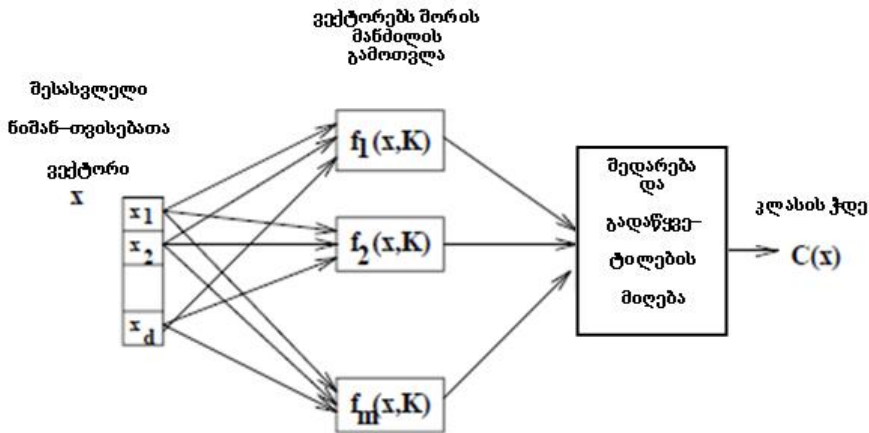 ვექტორებს შორის
მანძილის
გამოთვლა
შესასვლელი
ნიშან–თვისებათა
ვექტორი
x
x1
x2
xd
f1(x,K)
f2(x,K)
fm(x,K)
შედარება
და
გადაწყვე–
ტილების
მიღება
კლასის ჭდე
C(x)